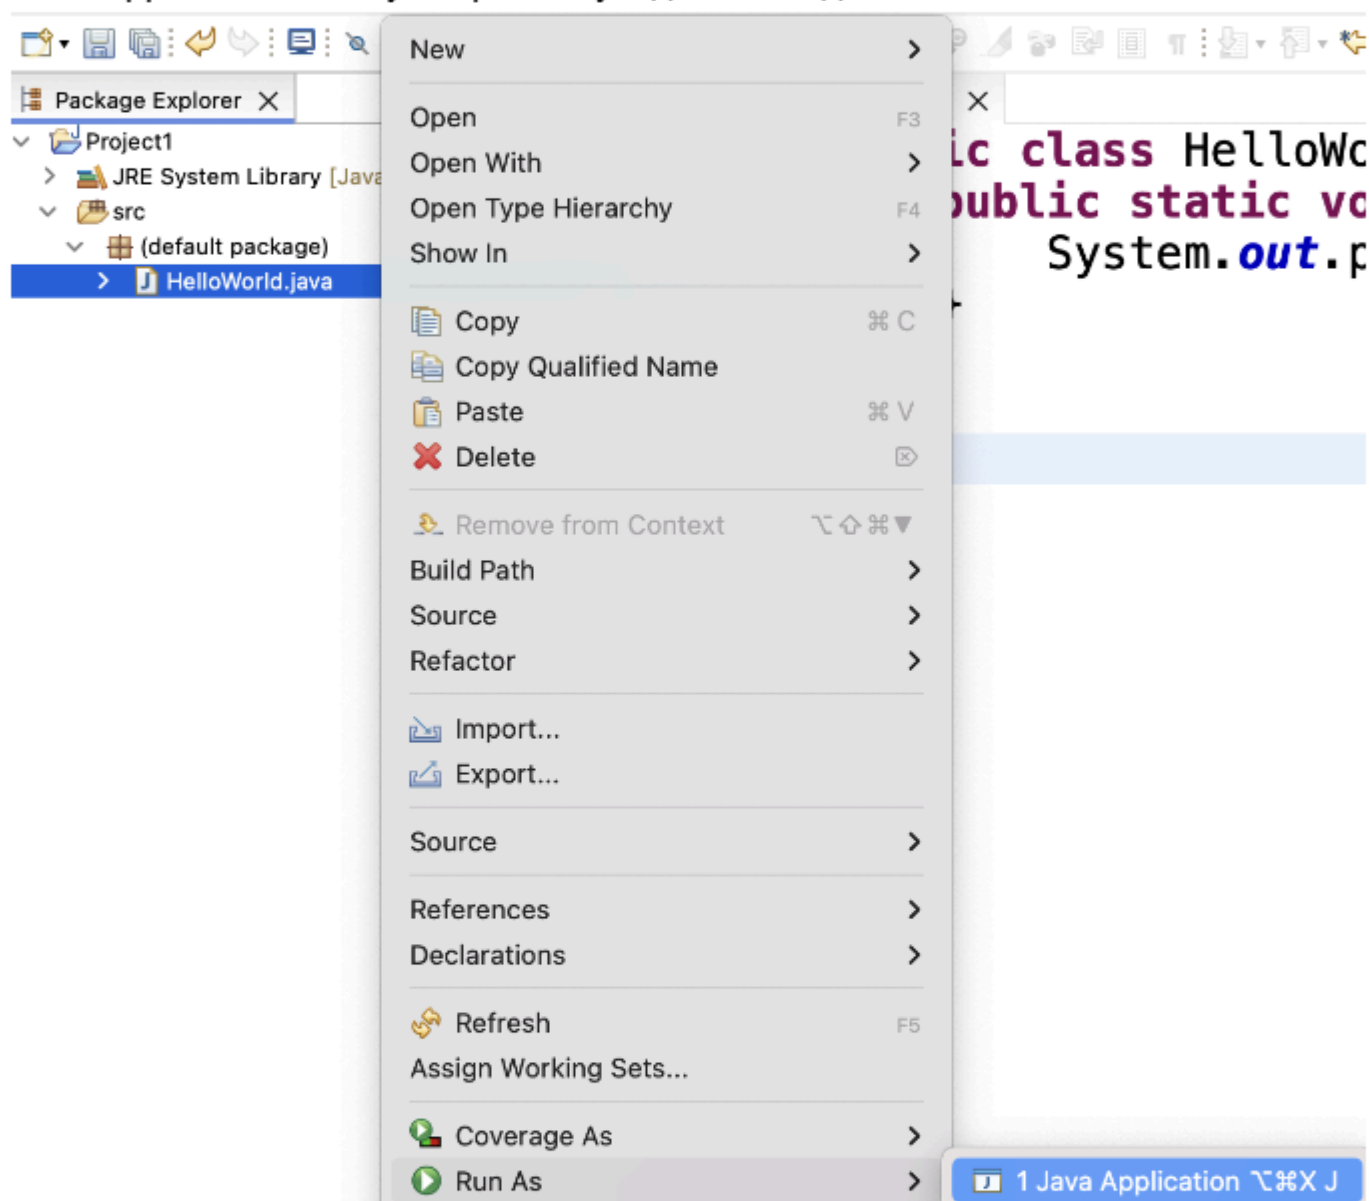 Package Explorer
Project1
JRE System Library [Java
src
(default package)
HelloWorld.java
New
Open F3
Open With
Open Type Hierarchy F4
Show In
Copy ⌘ C
Copy Qualified Name
Paste ⌘ V
Delete ⌦
Remove from Context ⌥⇧⌘▼
Build Path
Source
Refactor
Import...
Export...
Source
References
Declarations
Refresh F5
Assign Working Sets...
Coverage As
Run As
1 Java Application ⌥⌘X J
ic class HelloWo
public static vo
System.out.p